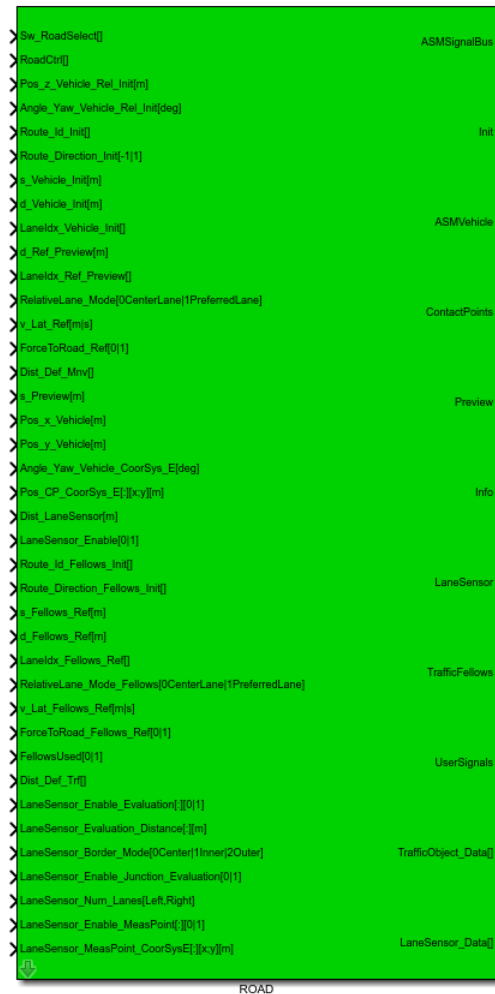 Sw_RoadSelect[]
RoadCtrl[]
Pos_z_Vehicle_Rel_Init[m]
Angle_Yaw_Vehicle_Rel_Init[deg]
Route_Id_Init[]
Route_Direction_Init[-1|1]
s_Vehicle_Init[m]
d_Vehicle_Init[m]
LaneIdx_Vehicle_Init[]
d_Ref_Preview[m]
LaneIdx_Ref_Preview[]
RelativeLane_Mode[0CenterLane|1PreferredLane]
v_Lat_Ref[m|s]
ForceToRoad_Ref[0|1]
Dist_Def_Mnv[]
s_Preview[m]
Pos_x_Vehicle[m]
Pos_y_Vehicle[m]
Angle_Yaw_Vehicle_CoorSys_E[deg]
Pos_CP_CoorSys_E[:][x;y][m]
Dist_LaneSensor[m]
LaneSensor_Enable[0|1]
Route_Id_Fellows_Init[]
Route_Direction_Fellows_Init[]
s_Fellows_Ref[m]
d_Fellows_Ref[m]
LaneIdx_Fellows_Ref[]
RelativeLane_Mode_Fellows[0CenterLane|1PreferredLane]
v_Lat_Fellows_Ref[m|s]
ForceToRoad_Fellows_Ref[0|1]
FellowsUsed[0|1]
Dist_Def_Trf[]
LaneSensor_Enable_Evaluation[:][0|1]
LaneSensor_Evaluation_Distance[:][m]
LaneSensor_Border_Mode[0Center|1Inner|2Outer]
LaneSensor_Enable_Junction_Evaluation[0|1]
LaneSensor_Num_Lanes[Left,Right]
LaneSensor_Enable_MeasPoint[:][0|1]
LaneSensor_MeasPoint_CoorSysE[:][x;y][m]
ASMSignalBus
Init
ASMVehicle
ContactPoints
Preview
Info
LaneSensor
TrafficFellows
UserSignals
TrafficObject_Data[]
LaneSensor_Data[]
ROAD